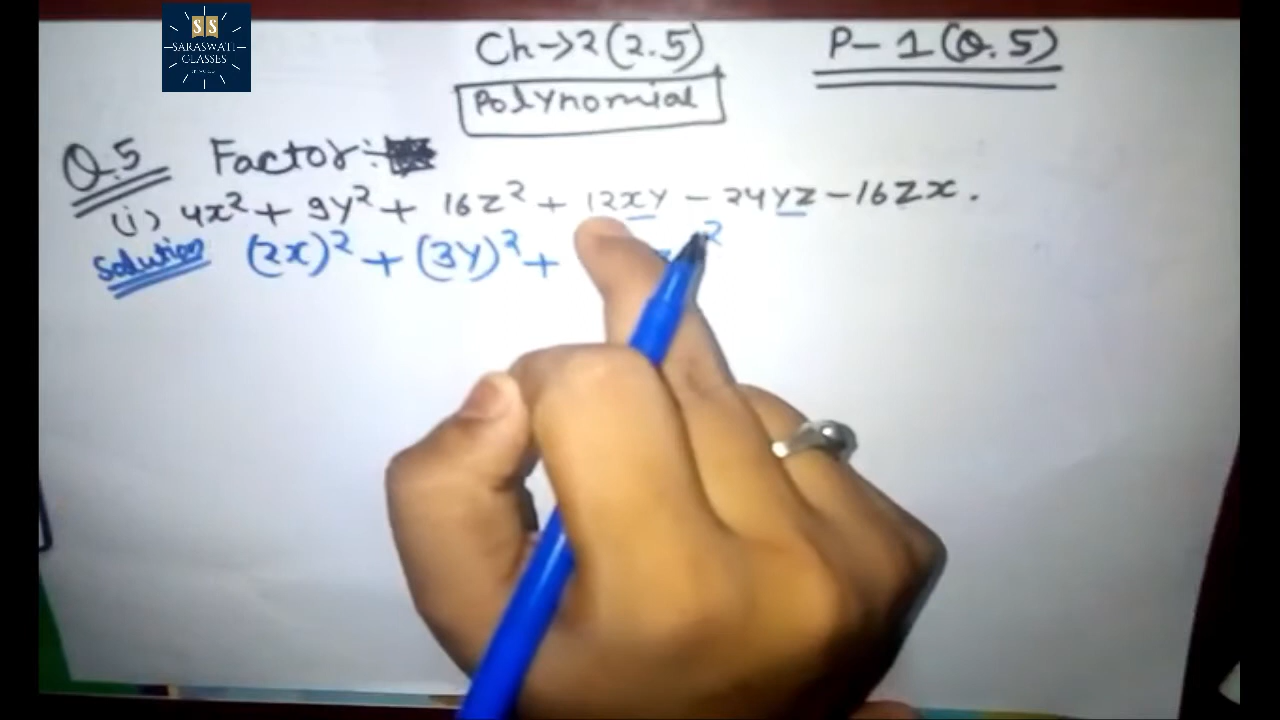 SS
SARASWATI
CLASSES
Ch→2(2.5)
P-1(Q.5)
Polynomial
Q.5 Factor:-
(i) 4x²+ 9y²+ 16z² + 12xy - 24yz - 16zx.
Solution (2x)² + (3y)² +